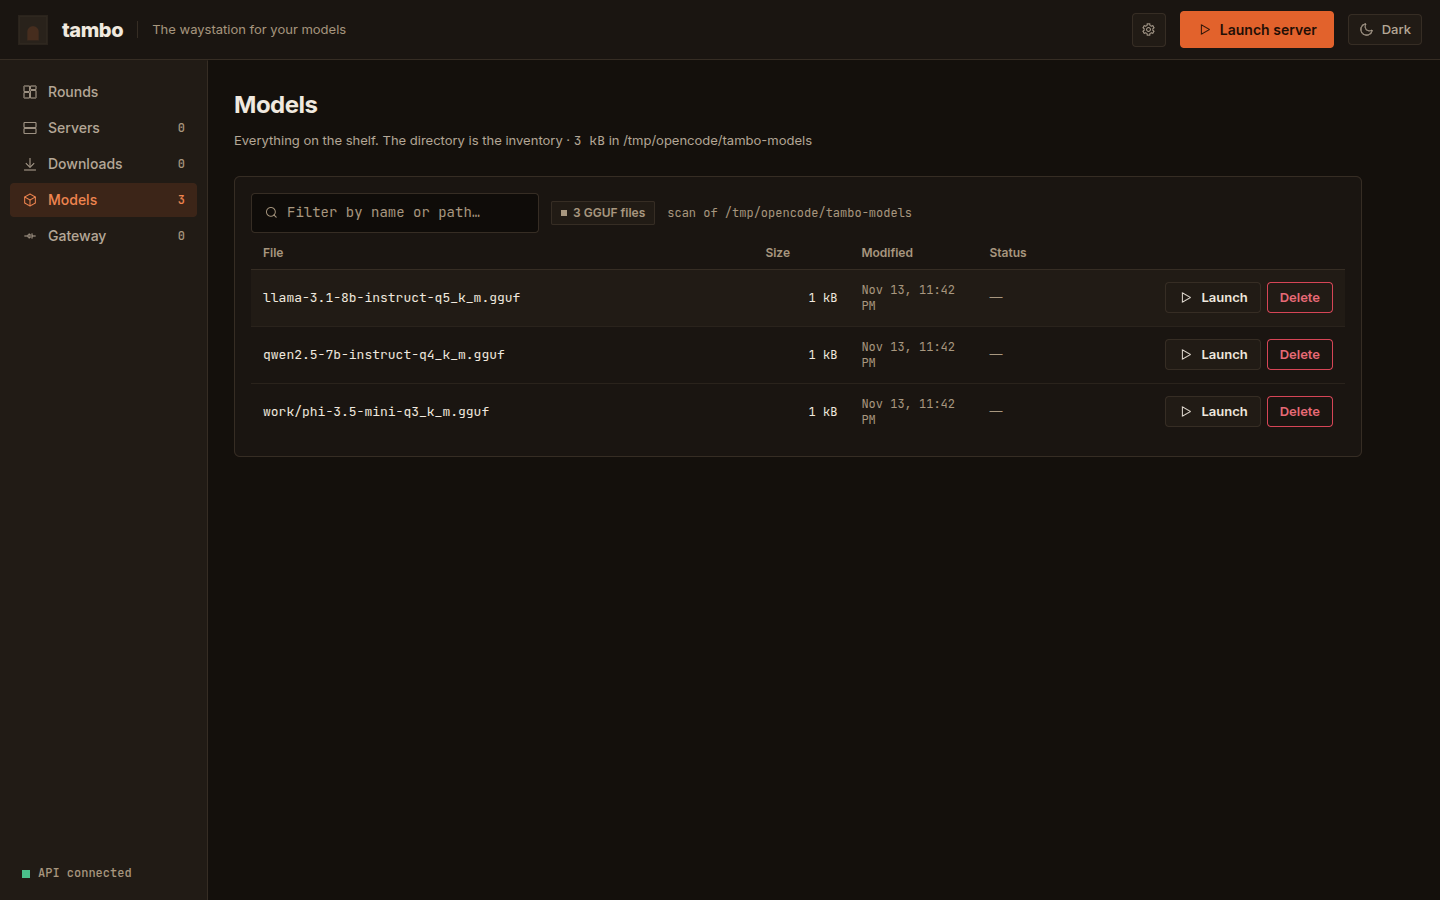 tambo
The waystation for your models
Launch server
Dark
Rounds
Servers 0
Downloads 0
Models 3
Gateway 0
API connected
Models
Everything on the shelf. The directory is the inventory · 3 kB in /tmp/opencode/tambo-models
Filter by name or path…
3 GGUF files
scan of /tmp/opencode/tambo-models
File Size Modified Status
llama-3.1-8b-instruct-q5_k_m.gguf 1 kB Nov 13, 11:42 PM — Launch Delete
qwen2.5-7b-instruct-q4_k_m.gguf 1 kB Nov 13, 11:42 PM — Launch Delete
work/phi-3.5-mini-q3_k_m.gguf 1 kB Nov 13, 11:42 PM — Launch Delete